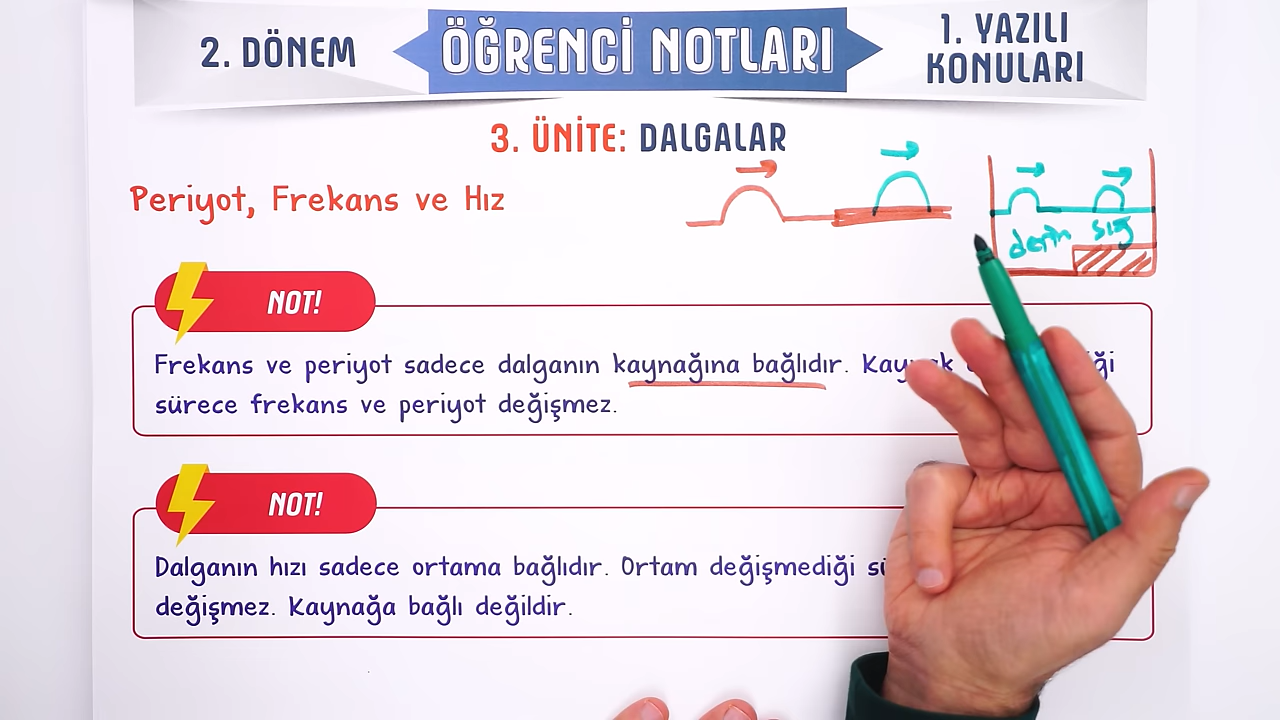 2. DÖNEM
ÖĞRENCİ NOTLARI
1. YAZILI
KONULARI
3. ÜNİTE: DALGALAR
Periyot, Frekans ve Hız
derin sığ
NOT!
Frekans ve periyot sadece dalganın kaynağına bağlıdır.
sürece frekans ve periyot değişmez.
NOT!
Dalganın hızı sadece ortama bağlıdır. Ortam değişmediği
değişmez. Kaynağa bağlı değildir.